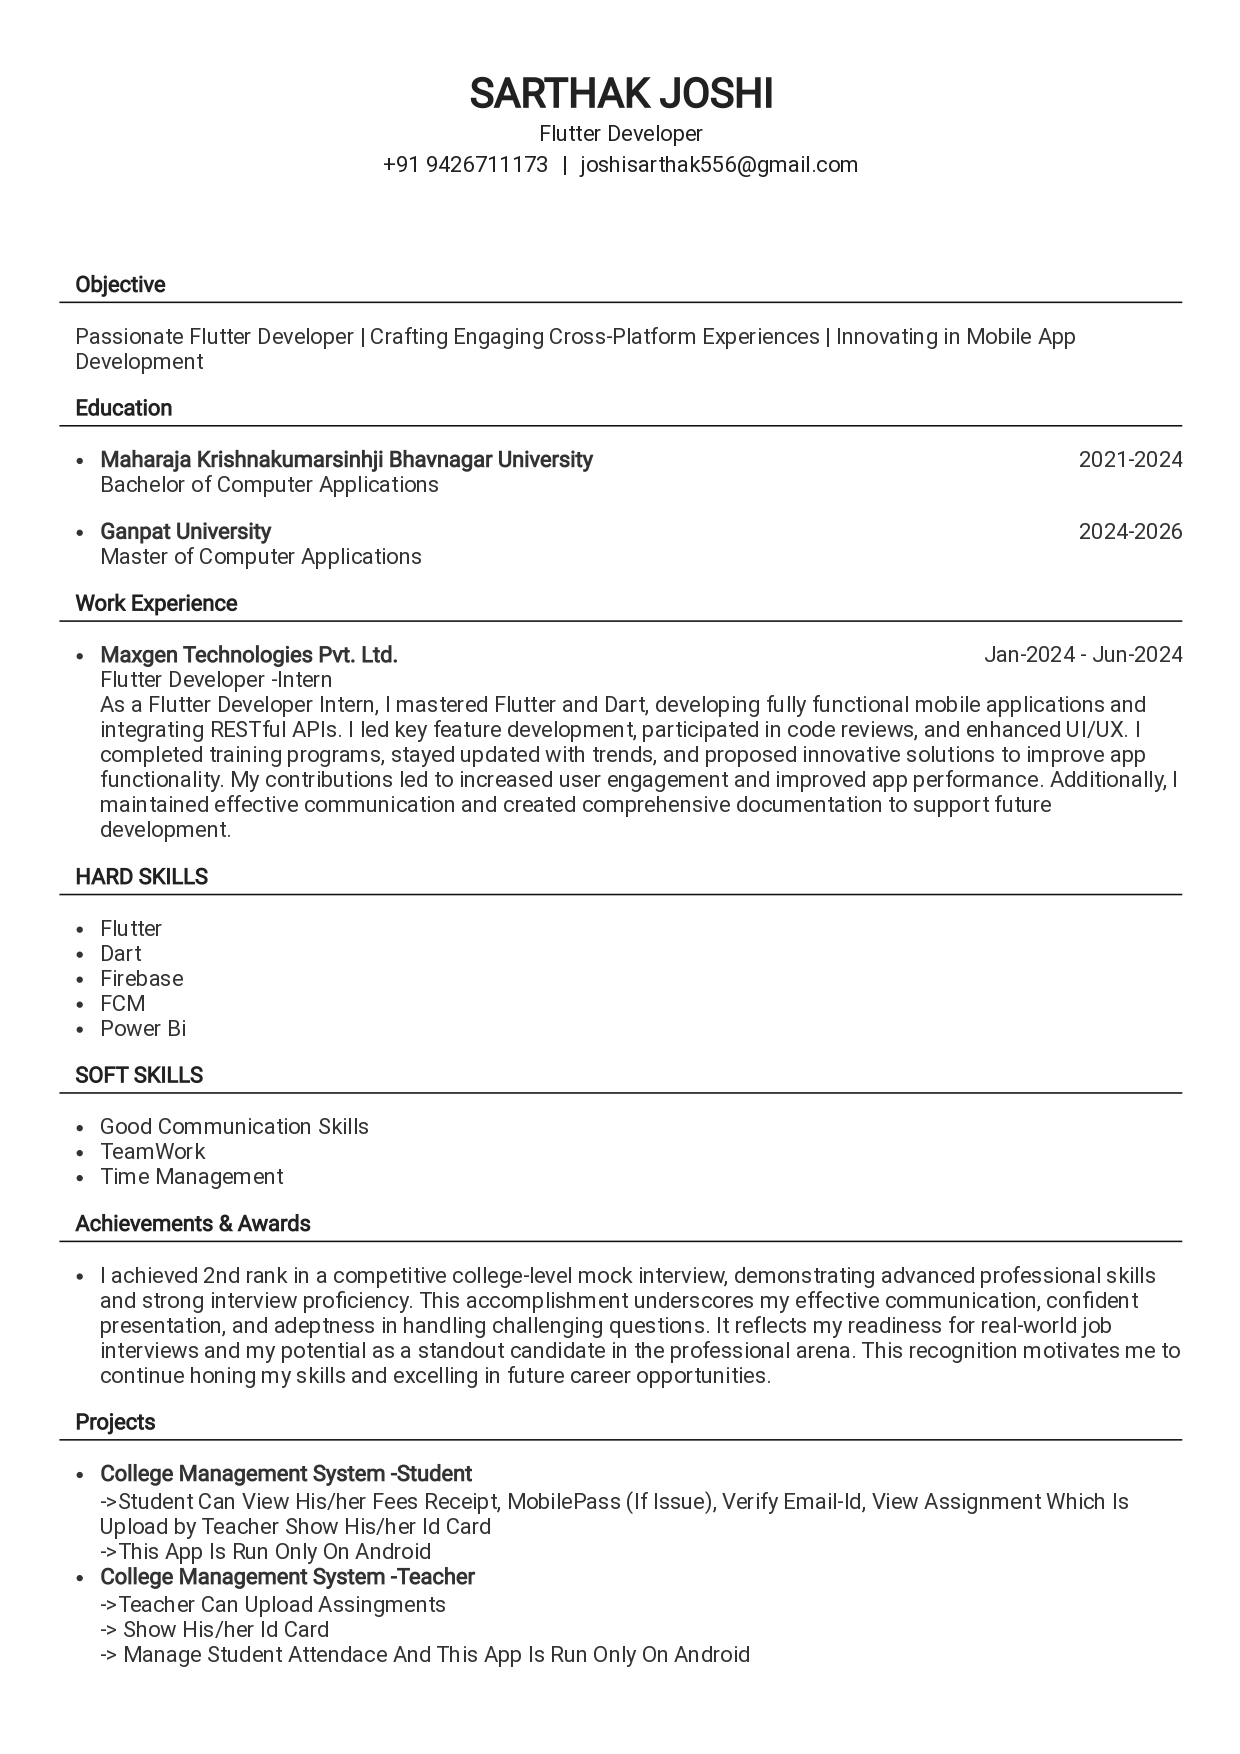 SARTHAK JOSHI
Flutter Developer
+91 9426711173 | joshisarthak556@gmail.com
Objective
Passionate Flutter Developer | Crafting Engaging Cross-Platform Experiences | Innovating in Mobile App
Development
Education
• Maharaja Krishnakumarsinhji Bhavnagar University 2021-2024
Bachelor of Computer Applications
• Ganpat University 2024-2026
Master of Computer Applications
Work Experience
• Maxgen Technologies Pvt. Ltd. Jan-2024 - Jun-2024
Flutter Developer -Intern
As a Flutter Developer Intern, I mastered Flutter and Dart, developing fully functional mobile applications and
integrating RESTful APIs. I led key feature development, participated in code reviews, and enhanced UI/UX. I
completed training programs, stayed updated with trends, and proposed innovative solutions to improve app
functionality. My contributions led to increased user engagement and improved app performance. Additionally, I
maintained effective communication and created comprehensive documentation to support future
development.
HARD SKILLS
• Flutter
• Dart
• Firebase
• FCM
• Power Bi
SOFT SKILLS
• Good Communication Skills
• TeamWork
• Time Management
Achievements & Awards
• I achieved 2nd rank in a competitive college-level mock interview, demonstrating advanced professional skills
and strong interview proficiency. This accomplishment underscores my effective communication, confident
presentation, and adeptness in handling challenging questions. It reflects my readiness for real-world job
interviews and my potential as a standout candidate in the professional arena. This recognition motivates me to
continue honing my skills and excelling in future career opportunities.
Projects
• College Management System -Student
->Student Can View His/her Fees Receipt, MobilePass (If Issue), Verify Email-Id, View Assignment Which Is
Upload by Teacher Show His/her Id Card
->This App Is Run Only On Android
• College Management System -Teacher
->Teacher Can Upload Assingments
-> Show His/her Id Card
-> Manage Student Attendace And This App Is Run Only On Android